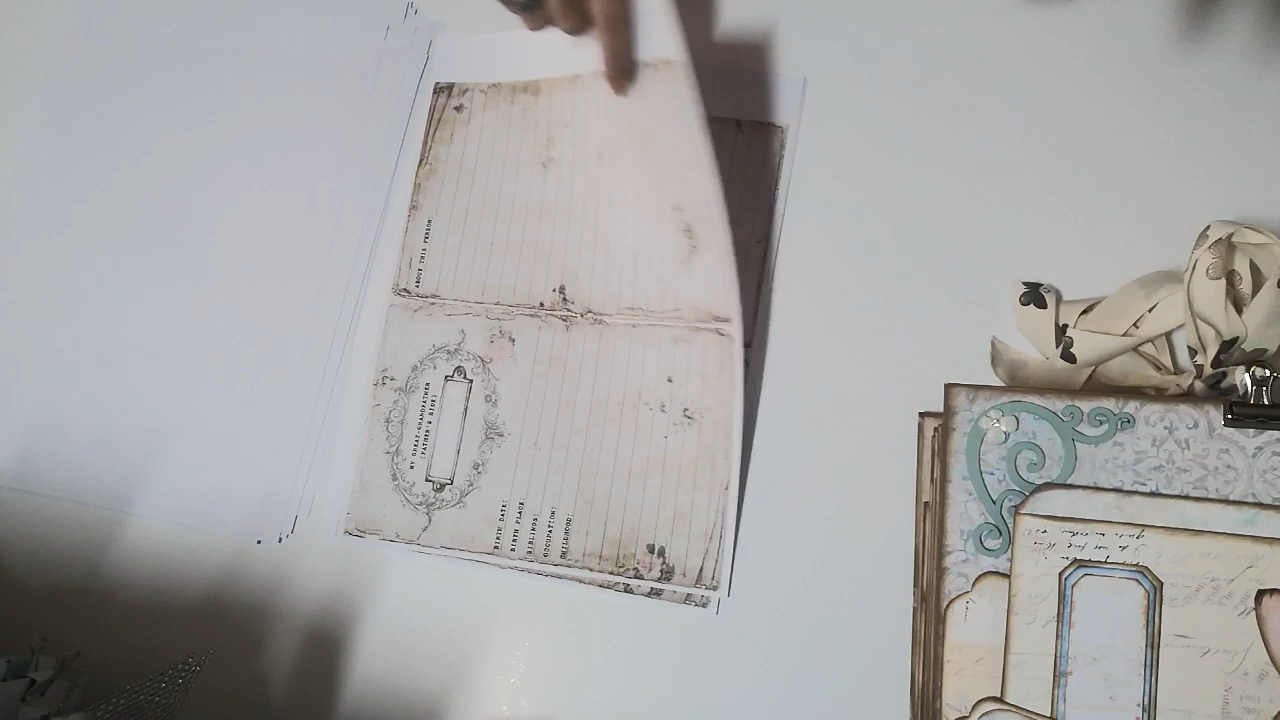 ABOUT THIS PERSON:
MY GREAT-GRANDFATHER
(FATHER'S SIDE)
BIRTH DATE:
BIRTH PLACE:
SIBLINGS:
OCCUPATION:
CHILDHOOD: